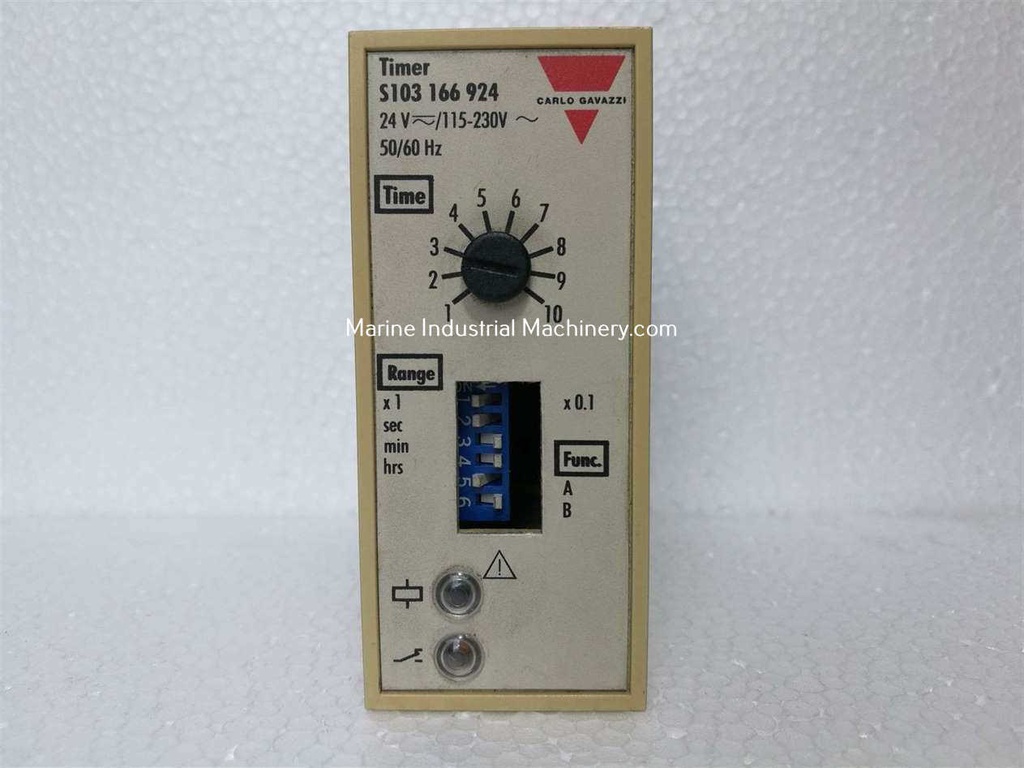 Timer
S103 166 924
24 V⎓~/115-230V ~
50/60 Hz
CARLO GAVAZZI
Time
1 2 3 4 5 6 7 8 9 10
Marine Industrial Machinery.com
Range
x 1
sec
min
hrs
1
2
3
4
5
6
x 0.1
Func.
A
B